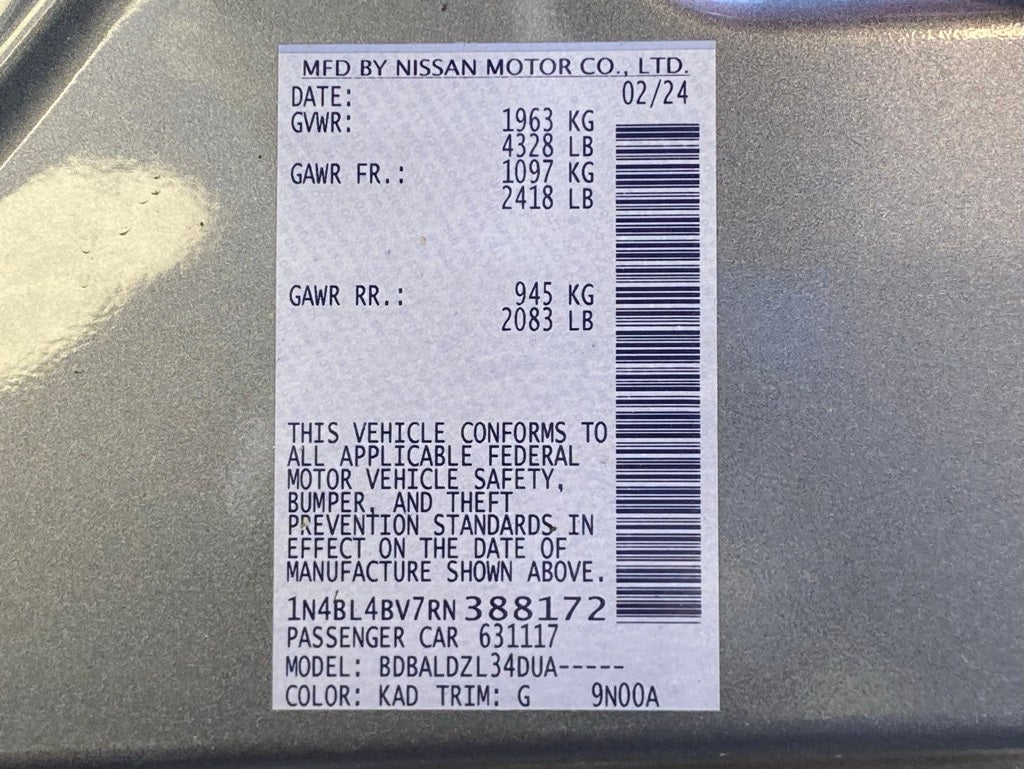 MFD BY NISSAN MOTOR CO., LTD.
DATE: 02/24
GVWR: 1963 KG
4328 LB
GAWR FR.: 1097 KG
2418 LB
GAWR RR.: 945 KG
2083 LB
THIS VEHICLE CONFORMS TO
ALL APPLICABLE FEDERAL
MOTOR VEHICLE SAFETY,
BUMPER, AND THEFT
PREVENTION STANDARDS IN
EFFECT ON THE DATE OF
MANUFACTURE SHOWN ABOVE.
1N4BL4BV7RN388172
PASSENGER CAR 631117
MODEL: BDBALDZL34DUA-----
COLOR: KAD TRIM: G 9N00A